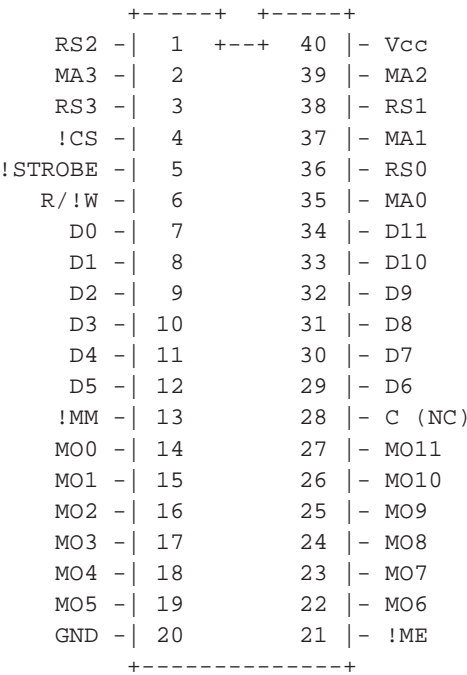 +-----+  +-----+
RS2 -|  1  +--+  40 |- Vcc
MA3 -|  2        39 |- MA2
RS3 -|  3        38 |- RS1
!CS -|  4        37 |- MA1
!STROBE -|  5        36 |- RS0
R/!W -|  6        35 |- MA0
D0 -|  7        34 |- D11
D1 -|  8        33 |- D10
D2 -|  9        32 |- D9
D3 -| 10        31 |- D8
D4 -| 11        30 |- D7
D5 -| 12        29 |- D6
!MM -| 13        28 |- C (NC)
MO0 -| 14        27 |- MO11
MO1 -| 15        26 |- MO10
MO2 -| 16        25 |- MO9
MO3 -| 17        24 |- MO8
MO4 -| 18        23 |- MO7
MO5 -| 19        22 |- MO6
GND -| 20        21 |- !ME
+--------------+